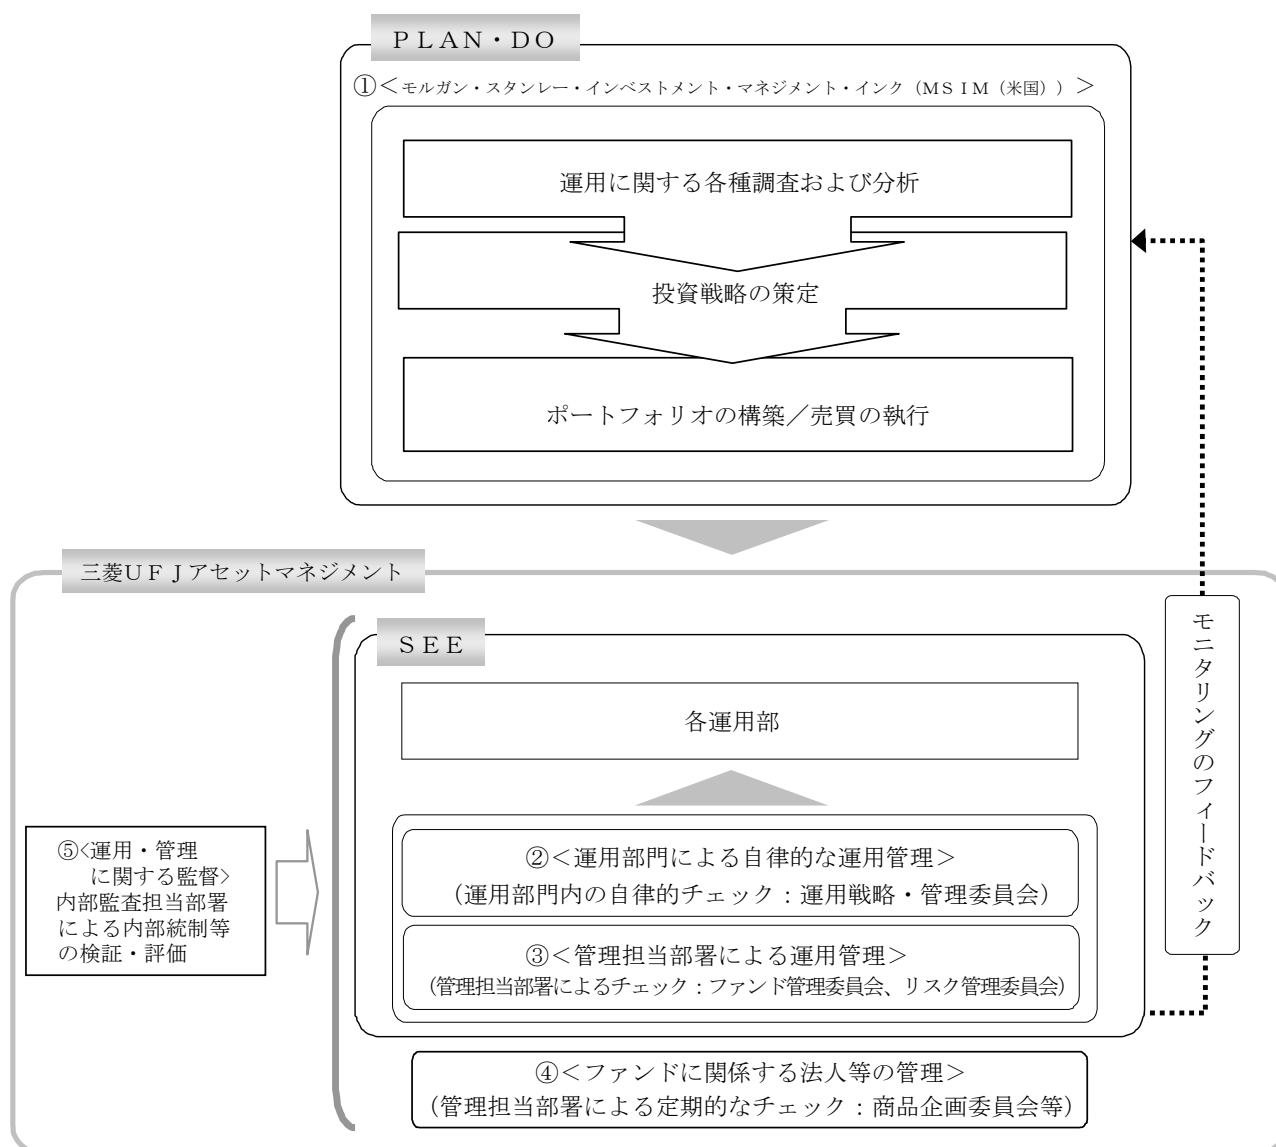 ＰＬＡＮ・ＤＯ
①＜モルガン・スタンレー・インベストメント・マネジメント・インク（ＭＳＩＭ（米国））＞
運用に関する各種調査および分析
投資戦略の策定
ポートフォリオの構築／売買の執行
三菱ＵＦＪアセットマネジメント
ＳＥＥ
各運用部
②＜運用部門による自律的な運用管理＞
（運用部門内の自律的チェック：運用戦略・管理委員会）
③＜管理担当部署による運用管理＞
（管理担当部署によるチェック：ファンド管理委員会、リスク管理委員会）
④＜ファンドに関係する法人等の管理＞
（管理担当部署による定期的なチェック：商品企画委員会等）
⑤<運用・管理
に関する監督>
内部監査担当部署
による内部統制等
の検証・評価
モニタリングのフィードバック